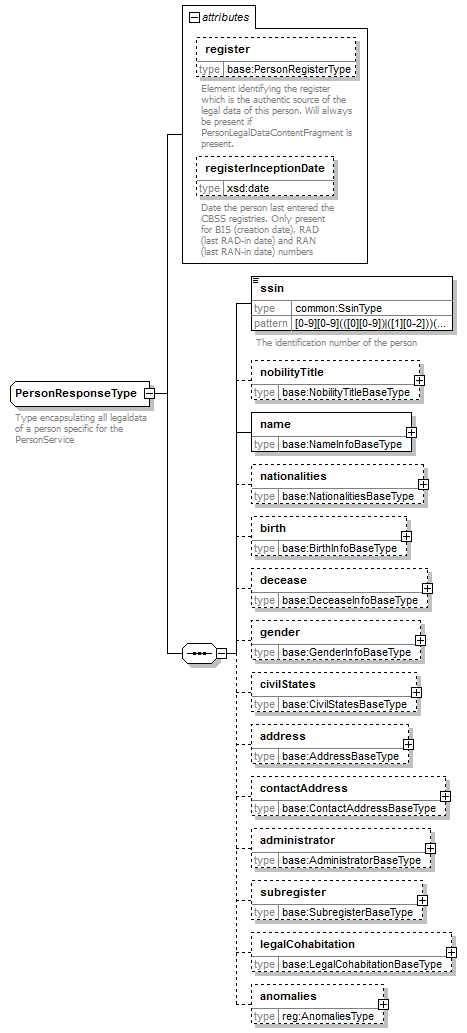 attributes
register
type base:PersonRegisterType
Element identifying the register
which is the authentic source of the
legal data of this person. Will always
be present if
PersonLegalDataContentFragment is
present.
registerInceptionDate
type xsd:date
Date the person last entered the
CBSS registries. Only present
for BIS (creation date), RAD
(last RAD-in date) and RAN
(last RAN-in date) numbers
PersonResponseType
Type encapsulating all legaldata
of a person specific for the
PersonService
ssin
type common:SsinType
pattern [0-9][0-9](([0][0-9])|([1][0-2]))(...
The identification number of the person
nobilityTitle
type base:NobilityTitleBaseType
name
type base:NameInfoBaseType
nationalities
type base:NationalitiesBaseType
birth
type base:BirthInfoBaseType
decease
type base:DeceaseInfoBaseType
gender
type base:GenderInfoBaseType
civilStates
type base:CivilStatesBaseType
address
type base:AddressBaseType
contactAddress
type base:ContactAddressBaseType
administrator
type base:AdministratorBaseType
subregister
type base:SubregisterBaseType
legalCohabitation
type base:LegalCohabitationBaseType
anomalies
type reg:AnomaliesType